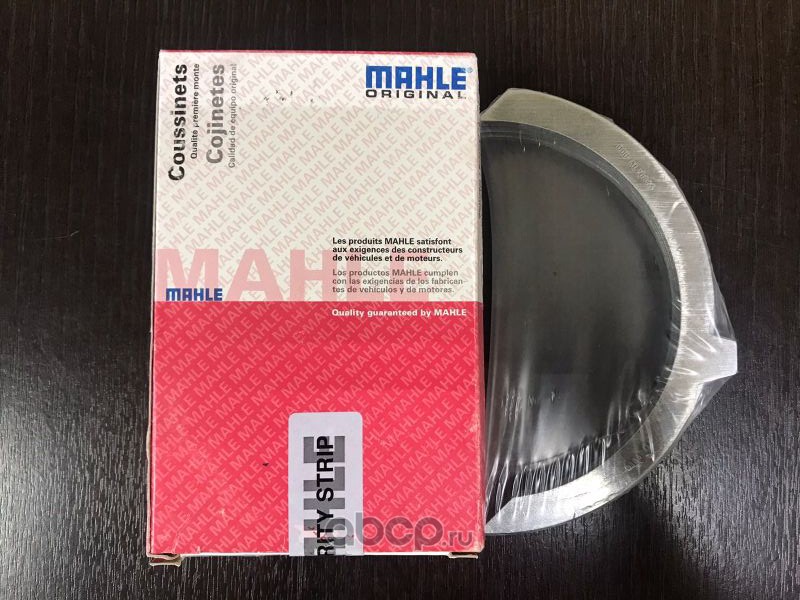 MAHLE
ORIGINAL
Coussinets
Qualité première monte
Cojinetes
Calidad de equipo original
Les produits MAHLE satisfont
aux exigences des constructeurs
de véhicules et de moteurs.
Los productos MAHLE cumplen
con las exigencias de los fabrican-
tes de vehículos y de motores.
MAHLE
MAHLE
Quality guaranteed by MAHLE
RITY STRIP
abcp.ru